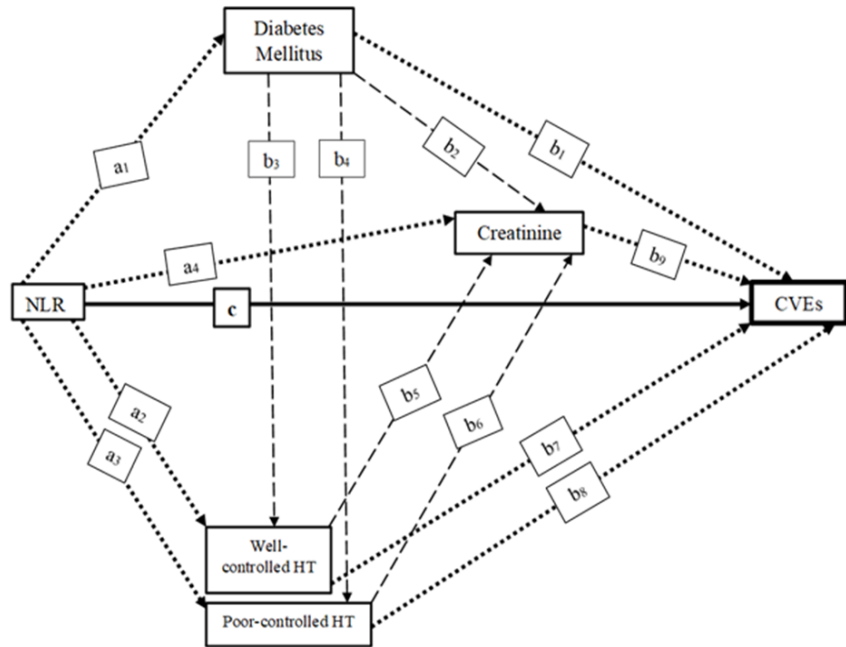 Diabetes
Mellitus
a₁
b₃
b₄
b₂
b₁
Creatinine
a₄
b₉
NLR
c
CVEs
a₂
a₃
b₅
b₆
b₇
b₈
Well-
controlled HT
Poor-controlled HT